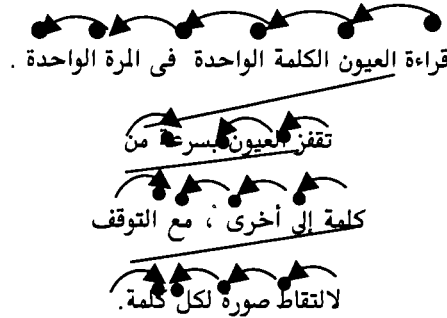 قراءة العيون الكلمة الواحدة فى المرة الواحدة .
تقفز العيون بسرعة من
كلمة إلى أخرى ، مع التوقف
لالتقاط صورة لكل كلمة.